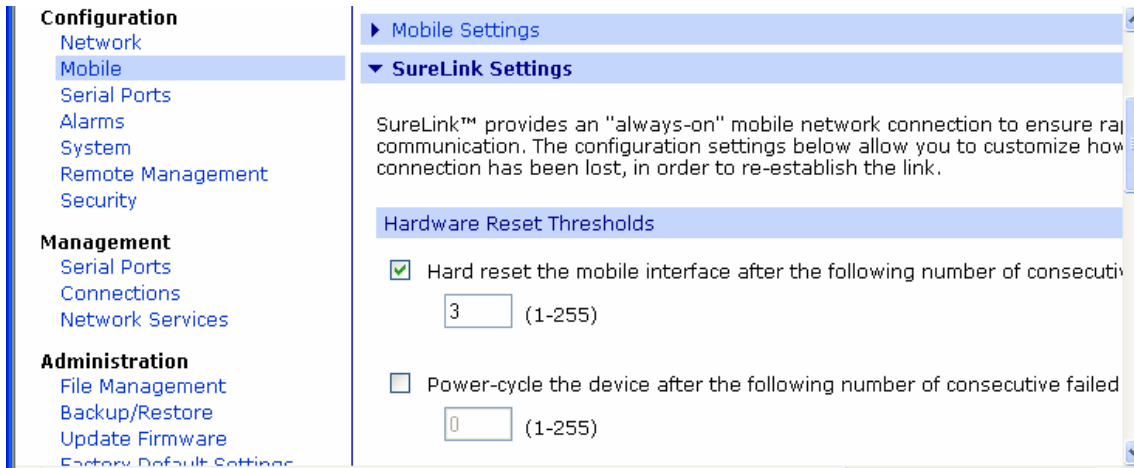 Configuration
Network
Mobile
Serial Ports
Alarms
System
Remote Management
Security
Management
Serial Ports
Connections
Network Services
Administration
File Management
Backup/Restore
Update Firmware
Factory Default Settings
Mobile Settings
SureLink Settings
SureLink™ provides an "always-on" mobile network connection to ensure
communication. The configuration settings below allow you to customize how
connection has been lost, in order to re-establish the link.
Hardware Reset Thresholds
Hard reset the mobile interface after the following number of
3 (1-255)
Power-cycle the device after the following number of consecutive failed
0 (1-255)